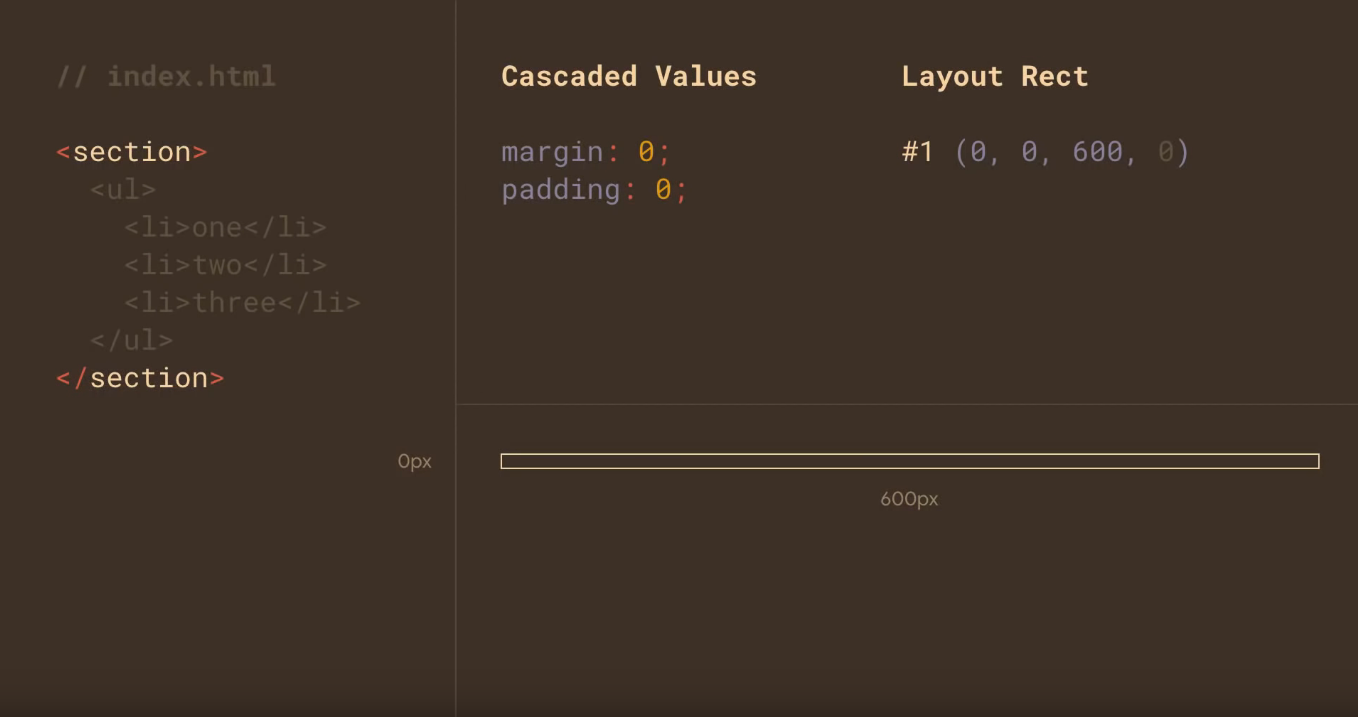 // index.html
<section>
<ul>
<li>one</li>
<li>two</li>
<li>three</li>
</ul>
</section>
Cascaded Values
margin: 0;
padding: 0;
Layout Rect
#1 (0, 0, 600, 0)
0px
600px